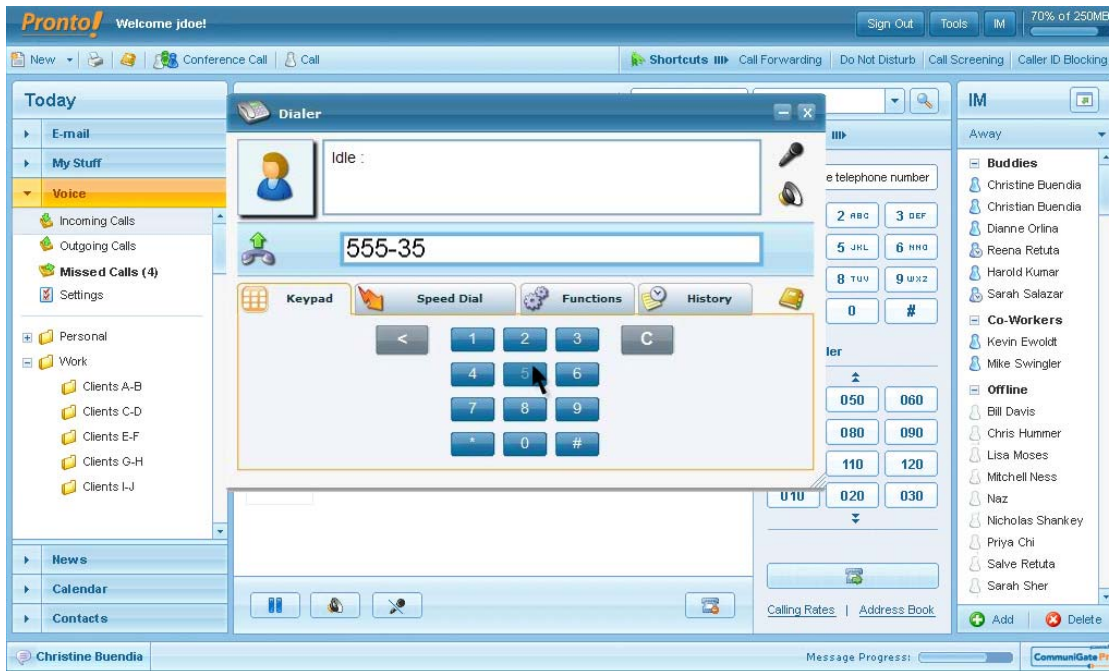 Pronto! Welcome jdoe!
Sign Out Tools IM 70% of 250MB
New Conference Call Call
Shortcuts Call Forwarding Do Not Disturb Call Screening Caller ID Blocking
Today
E-mail
My Stuff
Voice
Incoming Calls
Outgoing Calls
Missed Calls (4)
Settings
Personal
Work
Clients A-B
Clients C-D
Clients E-F
Clients G-H
Clients I-J
News
Calendar
Contacts
Christine Buendia
Dialer
Idle :
555-35
Keypad Speed Dial Functions History
< 1 2 3 C
4 5 6
7 8 9
* 0 #
e telephone number
2 ABC 3 DEF
5 JKL 6 MNO
8 TUV 9 WXZ
0 #
ler
050 060
080 090
110 120
010 020 030
Calling Rates | Address Book
IM
Away
Buddies
Christine Buendia
Christian Buendia
Dianne Orlina
Reena Retuta
Harold Kumar
Sarah Salazar
Co-Workers
Kevin Ewoldt
Mike Swingler
Offline
Bill Davis
Chris Hummer
Lisa Moses
Mitchell Ness
Naz
Nicholas Shankey
Priya Chi
Salve Retuta
Sarah Sher
Add Delete
Message Progress:
CommuniGate Pr